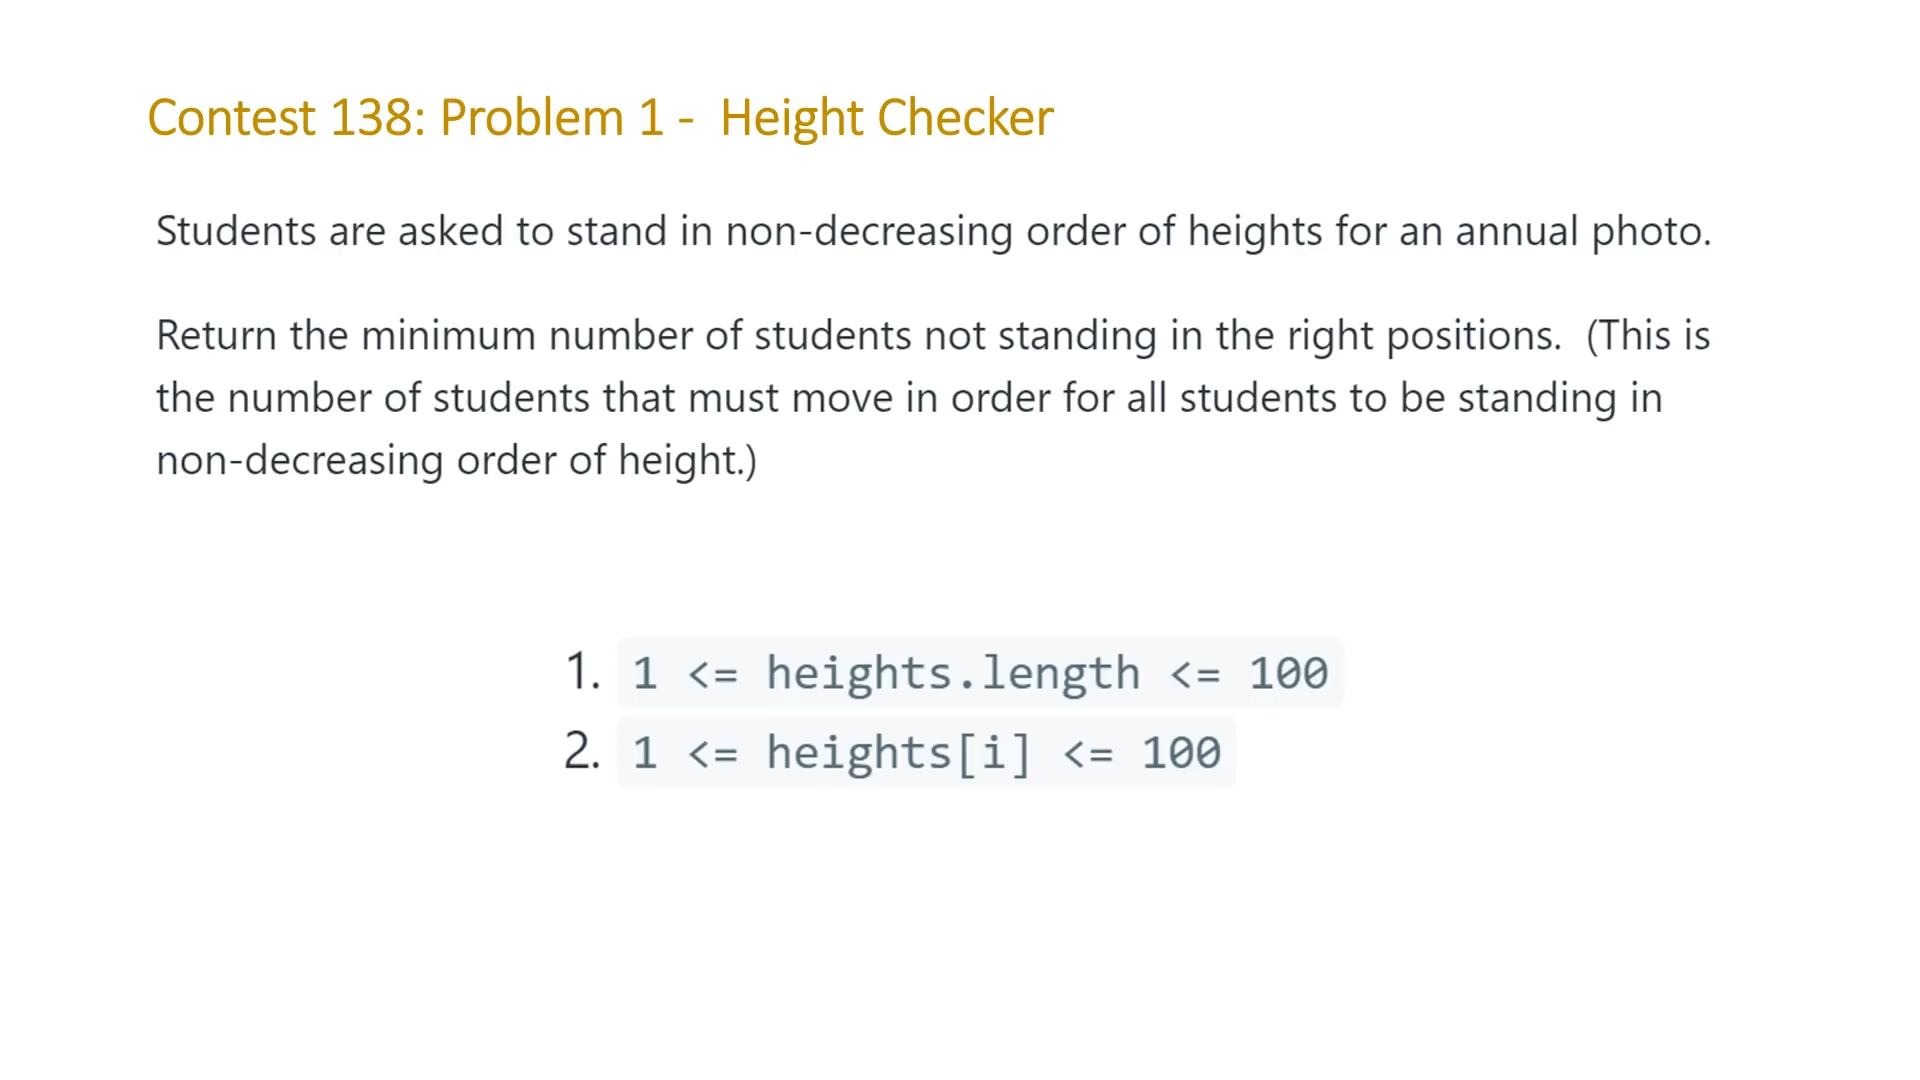 Contest 138: Problem 1 - Height Checker
Students are asked to stand in non-decreasing order of heights for an annual photo.
Return the minimum number of students not standing in the right positions. (This is
the number of students that must move in order for all students to be standing in
non-decreasing order of height.)
1. 1 <= heights.length <= 100
2. 1 <= heights[i] <= 100